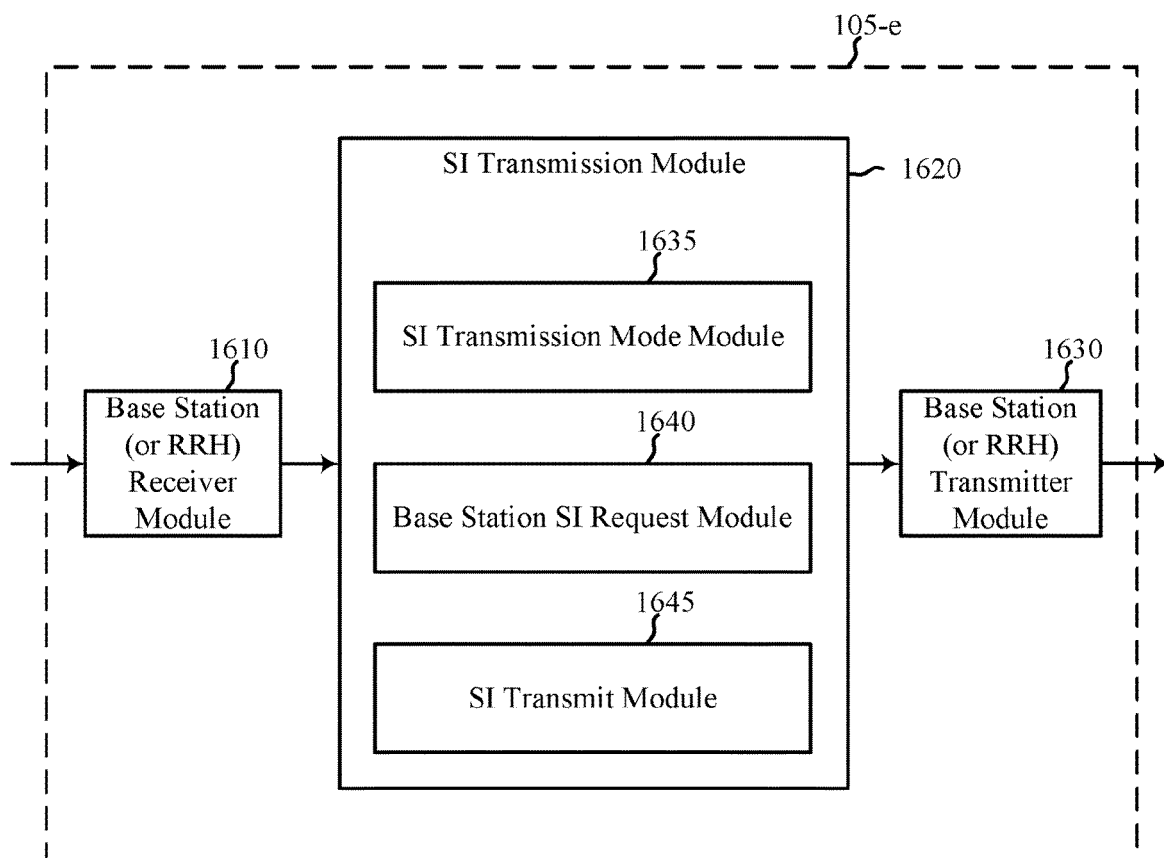 105-e
SI Transmission Module
1620
1635
SI Transmission Mode Module
1610
Base Station
(or RRH)
Receiver
Module
1640
Base Station SI Request Module
1630
Base Station
(or RRH)
Transmitter
Module
1645
SI Transmit Module